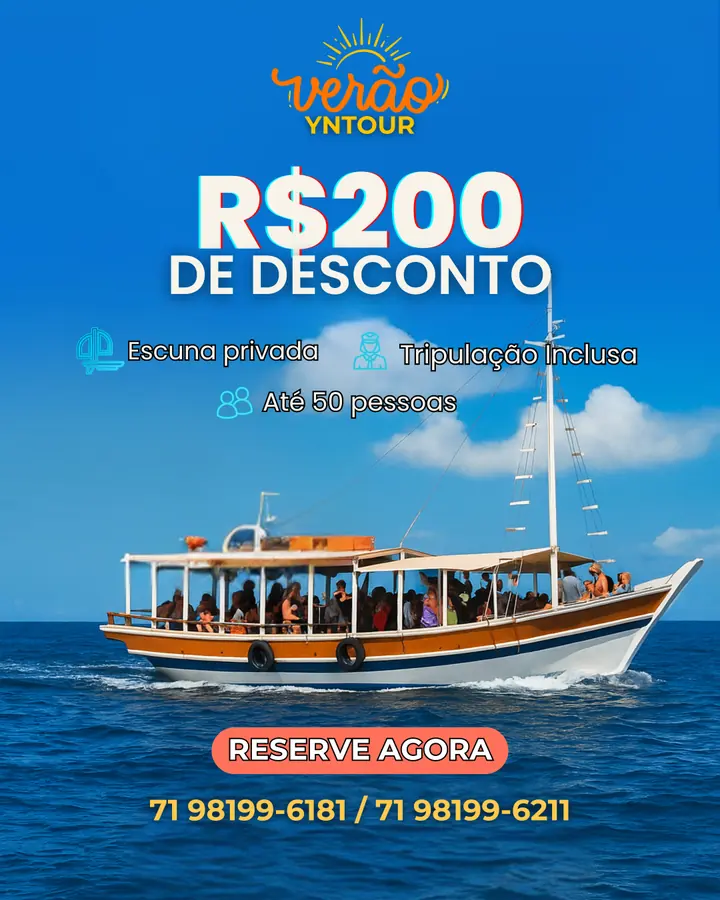 verão
YNTOUR
R$200
DE DESCONTO
Escuna privada
Tripulação Inclusa
Até 50 pessoas
RESERVE AGORA
71 98199-6181 / 71 98199-6211